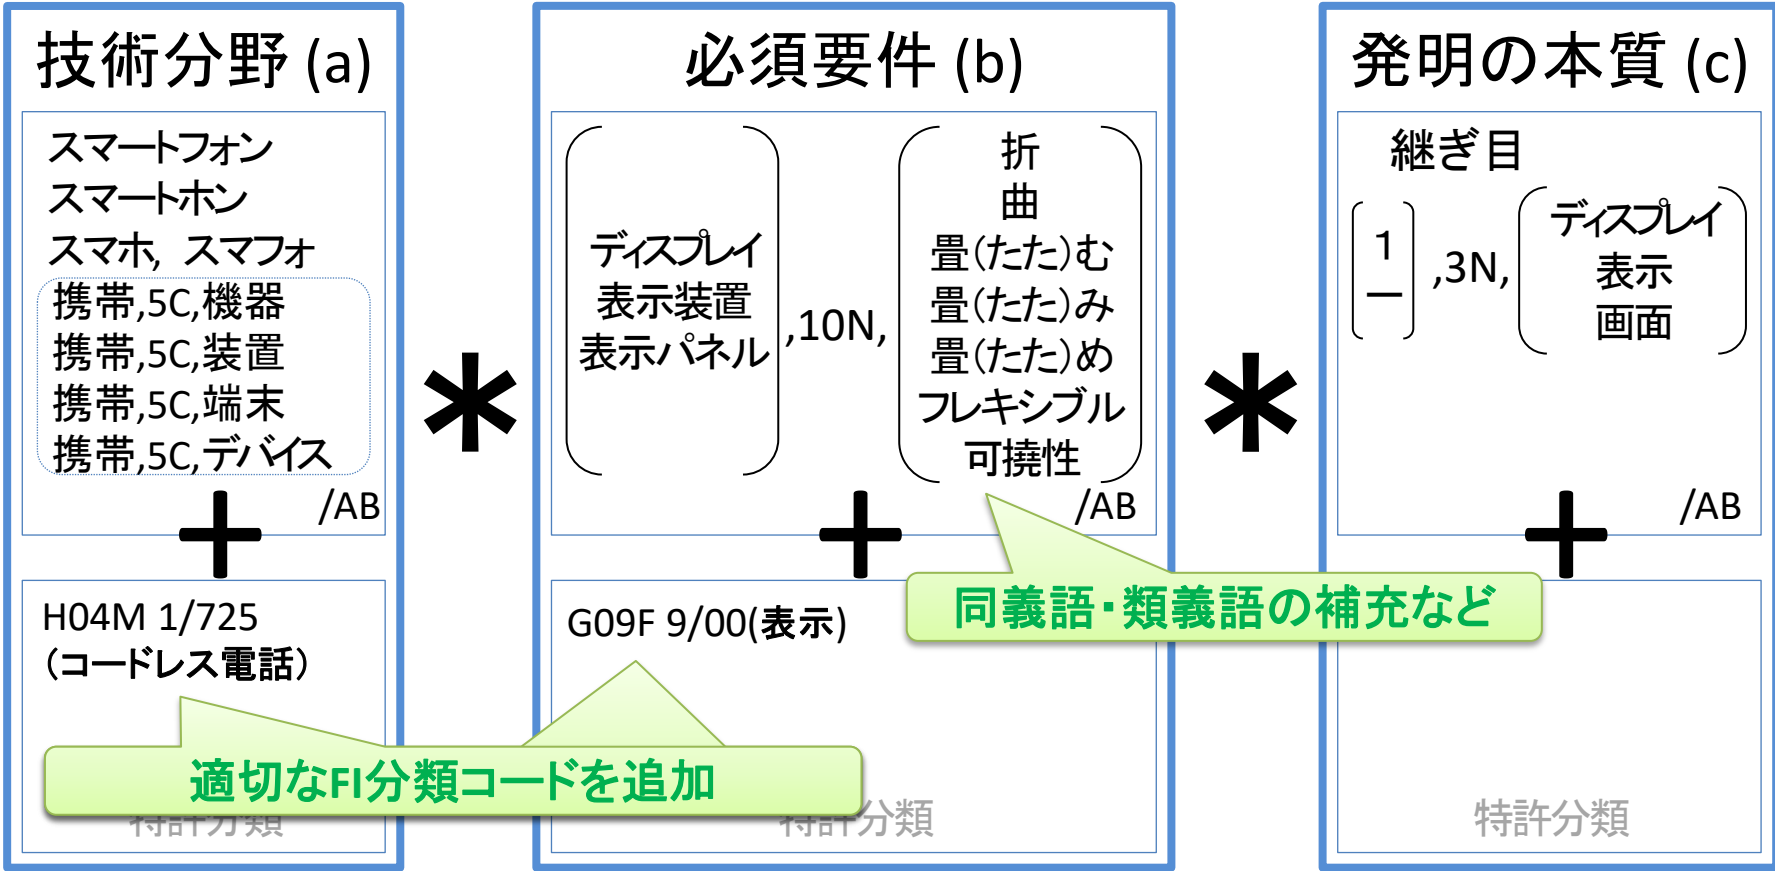 技術分野 (a)
スマートフォン
スマートホン
スマホ, スマフォ
携帯,5C,機器
携帯,5C,装置
携帯,5C,端末
携帯,5C,デバイス
/AB
+
H04M 1/725
(コードレス電話)
特許分類
*
必須要件 (b)
ディスプレイ
表示装置
表示パネル
,10N,
折
曲
畳(たた)む
畳(たた)み
畳(たた)め
フレキシブル
可撓性
/AB
+
G09F 9/00(表示)
特許分類
*
発明の本質 (c)
継ぎ目
1
一
,3N,
ディスプレイ
表示
画面
/AB
+
特許分類
同義語・類義語の補充など
適切なFI分類コードを追加